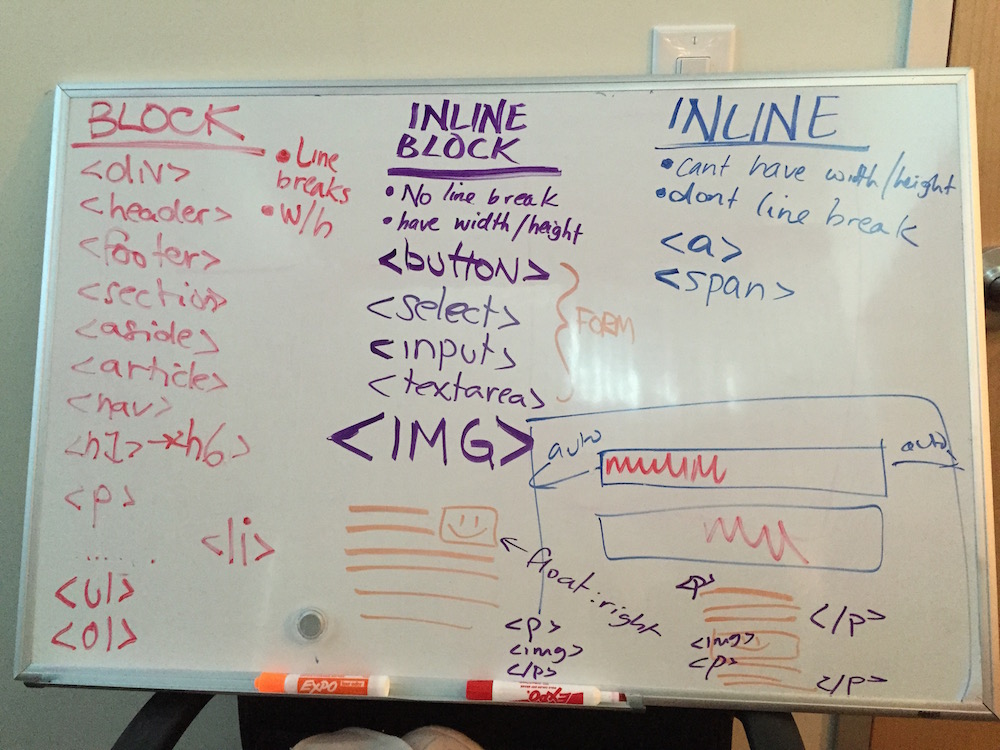 BLOCK
<div>
<header>
<footer>
<section>
<aside>
<article>
<nav>
<h1>→<h6>
<p>
......
<li>
<ul>
<ol>
• Line
breaks
• w/h
INLINE
BLOCK
• No line break
• have width/height
<button>
<select>
<input>
<textarea>
FORM
<IMG>
INLINE
• cant have width/height
• dont line break
<a>
<span>
auto
auto
float:right
<p>
<img>
</p>
</p>
<img>
<p>
</p>
EXPO
EXPO